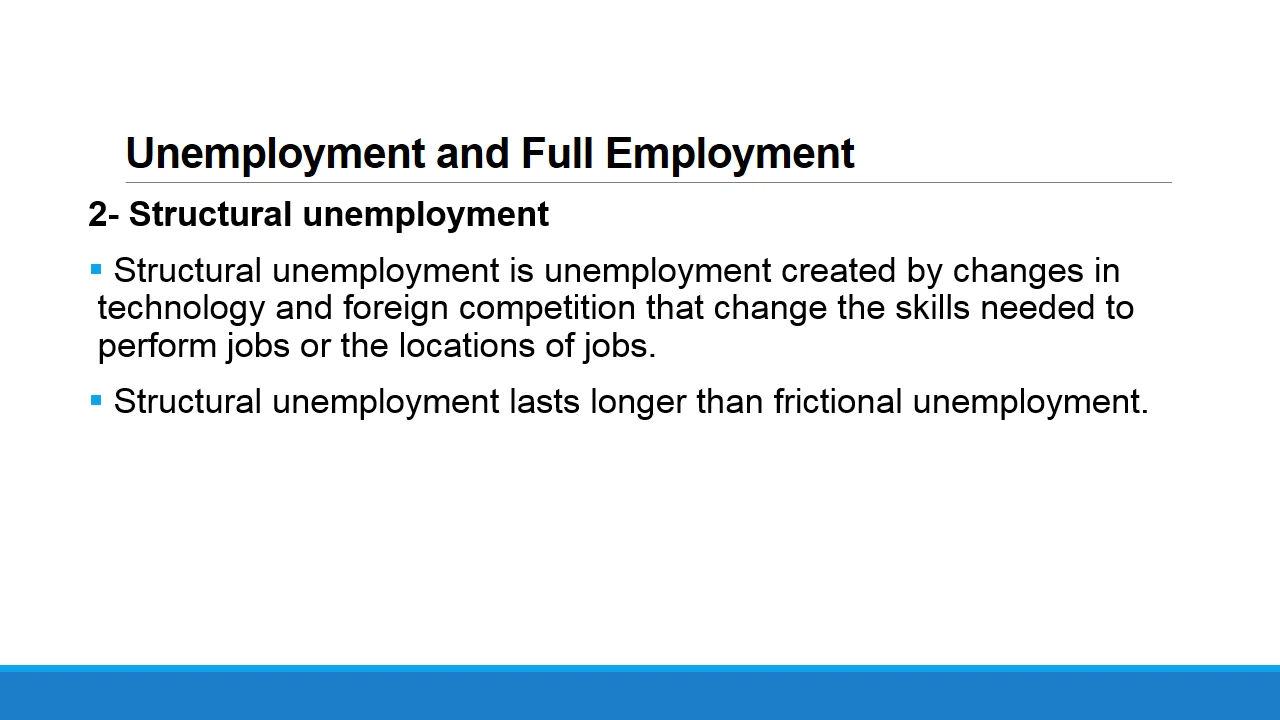 Unemployment and Full Employment
2- Structural unemployment
▪ Structural unemployment is unemployment created by changes in
technology and foreign competition that change the skills needed to
perform jobs or the locations of jobs.
▪ Structural unemployment lasts longer than frictional unemployment.